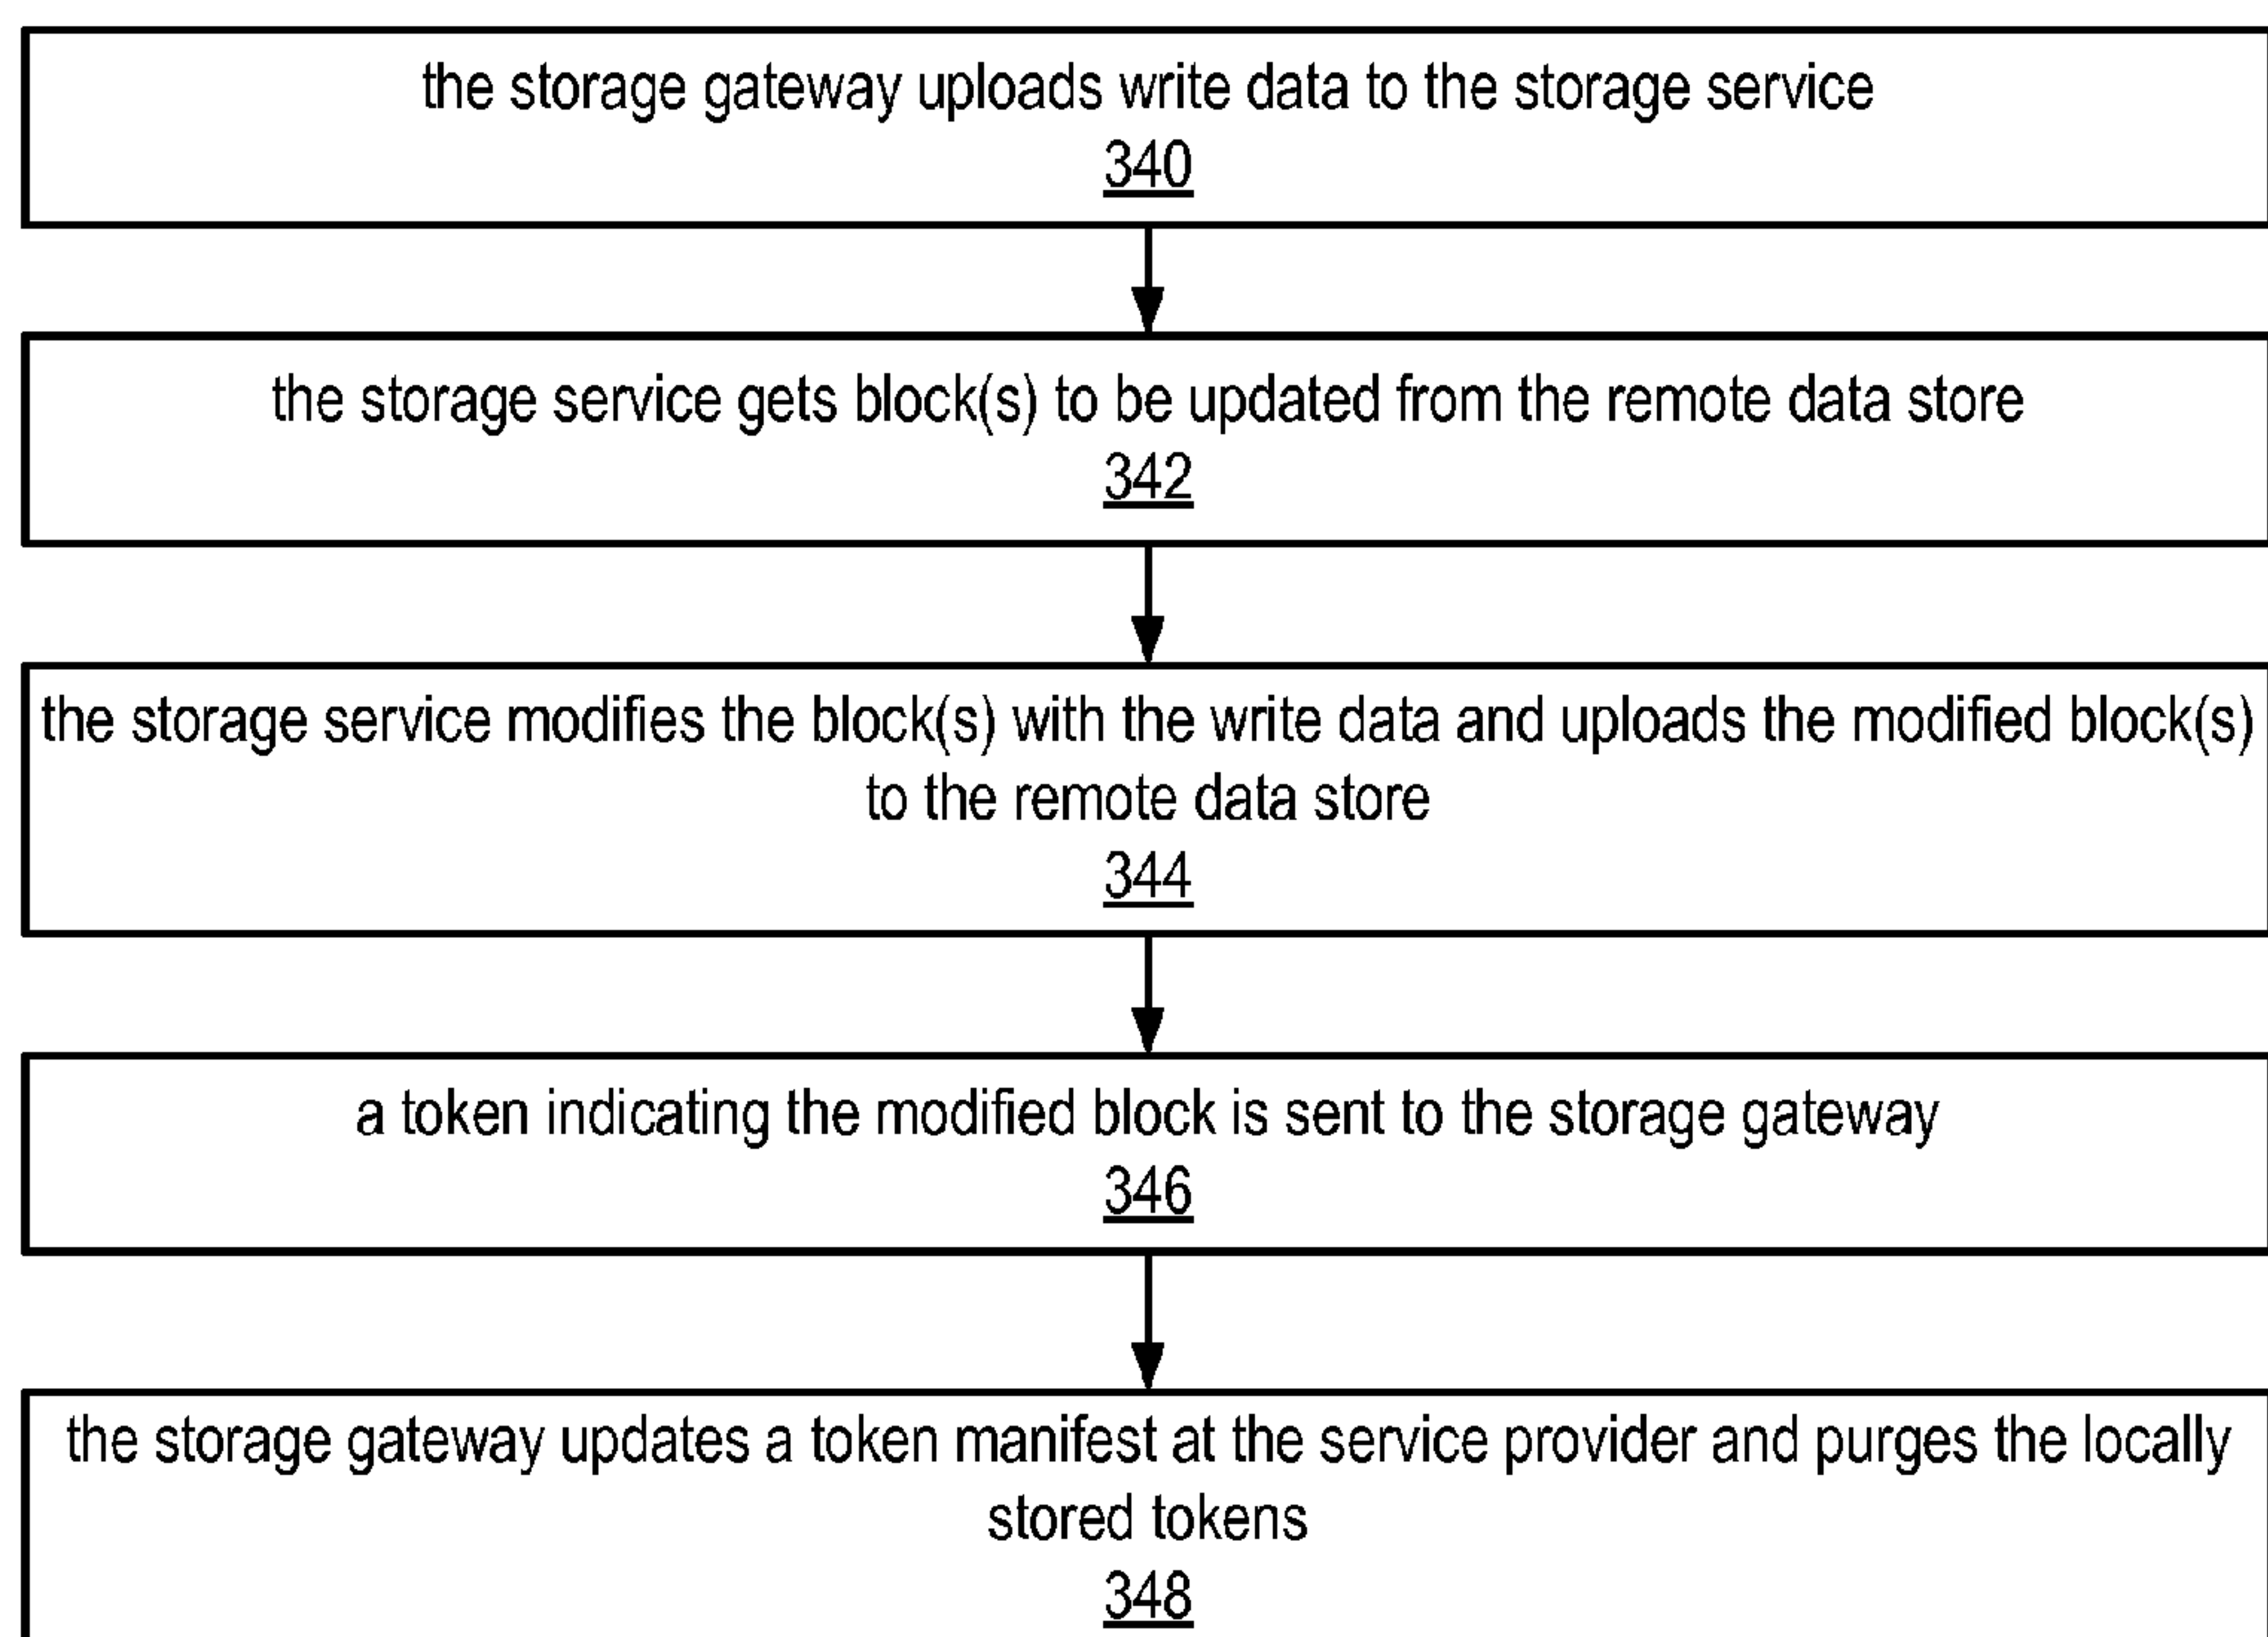 the storage gateway uploads write data to the storage service
340
the storage service gets block(s) to be updated from the remote data store
342
the storage service modifies the block(s) with the write data and uploads the modified block(s)
to the remote data store
344
a token indicating the modified block is sent to the storage gateway
346
the storage gateway updates a token manifest at the service provider and purges the locally
stored tokens
348